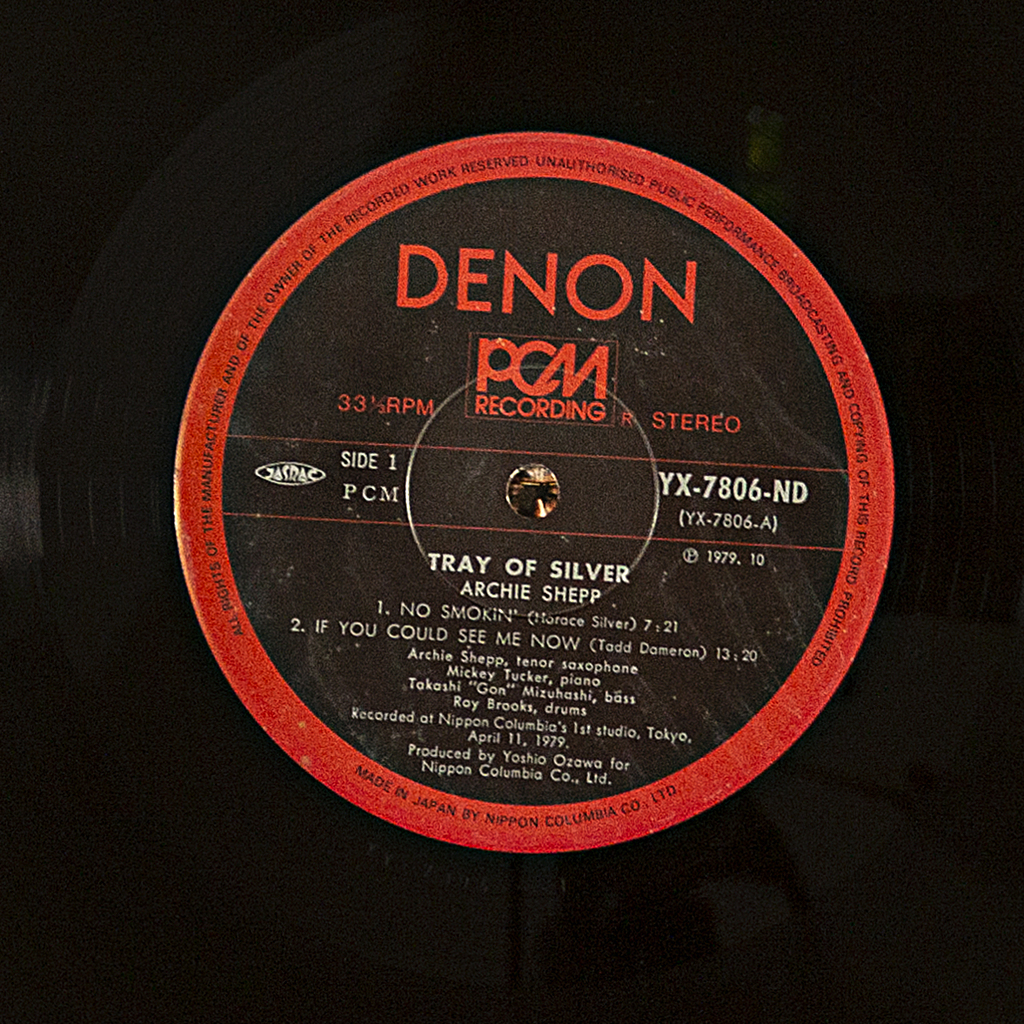 ALL RIGHTS OF THE MANUFACTURER AND OF THE OWNER OF THE RECORDED WORK RESERVED UNAUTHORISED PUBLIC PERFORMANCE BROADCASTING AND COPYING OF THIS RECORD PROHIBITED
DENON
PCM
RECORDING
33⅓RPM R STEREO
JASRAC SIDE 1 YX-7806-ND
PCM (YX-7806-A)
Ⓟ 1979. 10
TRAY OF SILVER
ARCHIE SHEPP
1. NO SMOKIN' (Horace Silver) 7:21
2. IF YOU COULD SEE ME NOW (Tadd Dameron) 13:20
Archie Shepp, tenor saxophone
Mickey Tucker, piano
Takashi "Gon" Mizuhashi, bass
Roy Brooks, drums
Recorded at Nippon Columbia's 1st studio, Tokyo,
April 11, 1979.
Produced by Yoshio Ozawa for
Nippon Columbia Co., Ltd.
MADE IN JAPAN BY NIPPON COLUMBIA CO., LTD.